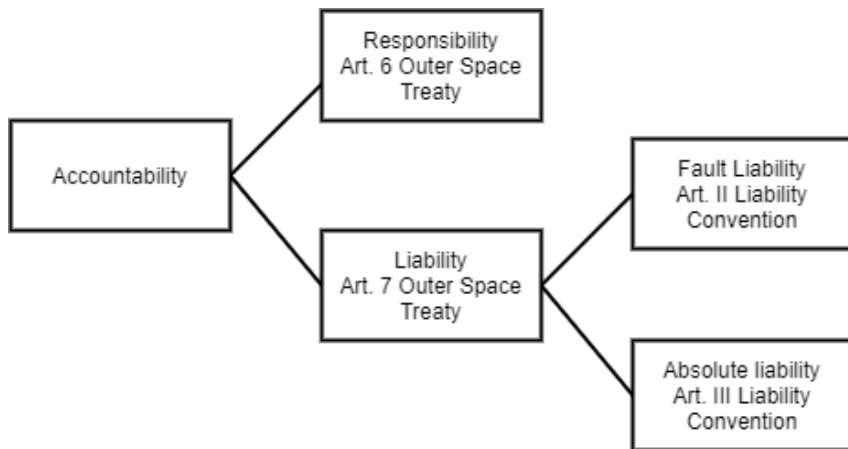 Responsibility
Art. 6 Outer Space
Treaty
Accountability
Liability
Art. 7 Outer Space
Treaty
Fault Liability
Art. II Liability
Convention
Absolute liability
Art. III Liability
Convention